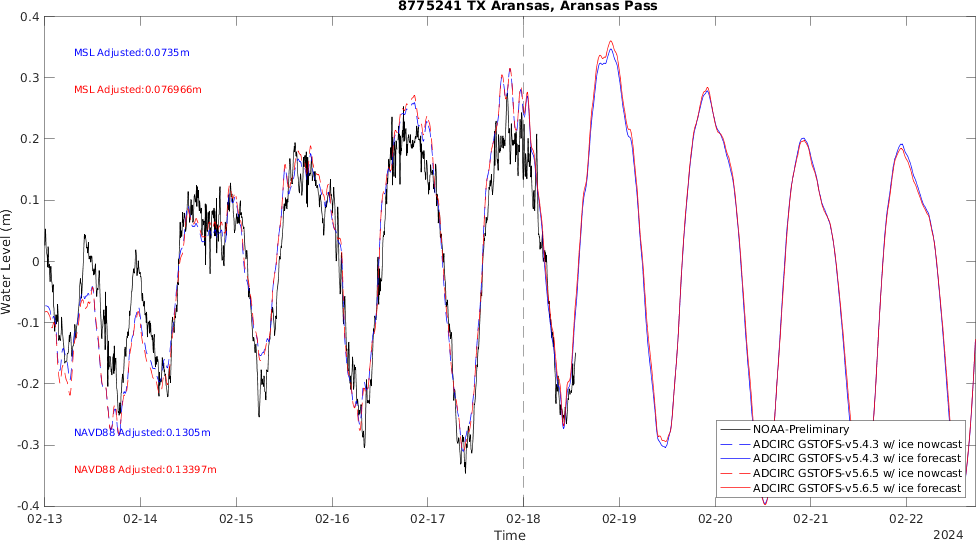 8775241 TX Aransas, Aransas Pass
0.4
0.3
0.2
0.1
0
-0.1
-0.2
-0.3
-0.4
Water Level (m)
MSL Adjusted:0.0735m
MSL Adjusted:0.076966m
NAVD88 Adjusted:0.1305m
NAVD88 Adjusted:0.13397m
NOAA-Preliminary
ADCIRC GSTOFS-v5.4.3 w/ ice nowcast
ADCIRC GSTOFS-v5.4.3 w/ ice forecast
ADCIRC GSTOFS-v5.6.5 w/ ice nowcast
ADCIRC GSTOFS-v5.6.5 w/ ice forecast
02-13 02-14 02-15 02-16 02-17 02-18 02-19 02-20 02-21 02-22
Time
2024